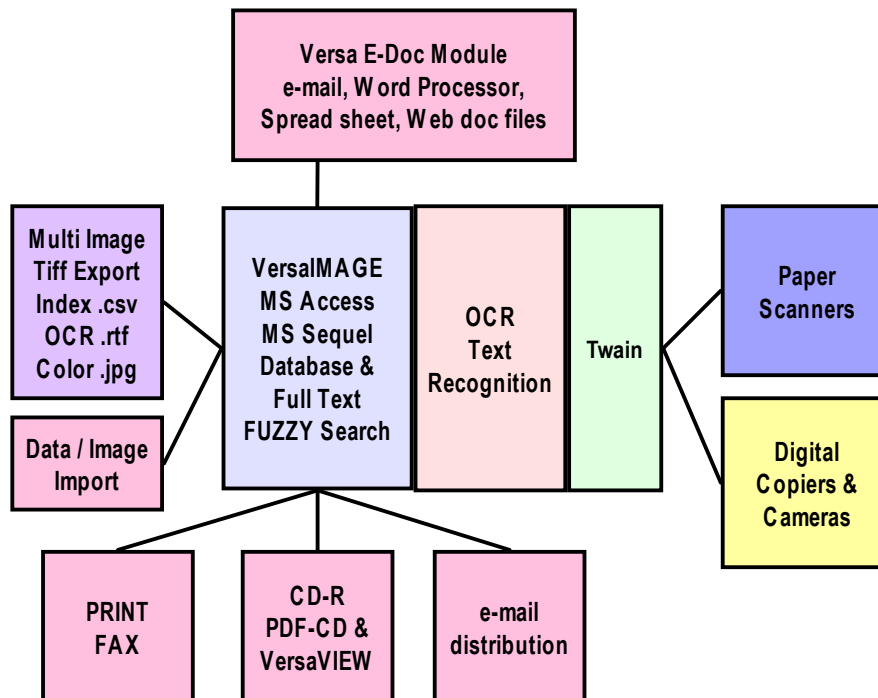 Versa E-Doc Module
e-mail, Word Processor,
Spread sheet, Web doc files
Multi Image
Tiff Export
Index .csv
OCR .rtf
Color .jpg
Data / Image
Import
VersaIMAGE
MS Access
MS Sequel
Database &
Full Text
FUZZY Search
OCR
Text
Recognition
Twain
Paper
Scanners
Digital
Copiers &
Cameras
PRINT
FAX
CD-R
PDF-CD &
VersaVIEW
e-mail
distribution